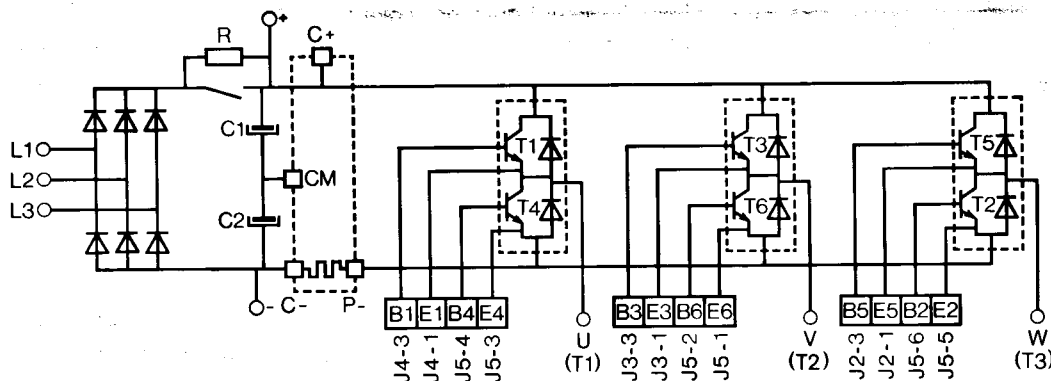 +
R
C+
L1
L2
L3
C1
CM
C2
-
C-
P-
T1
T4
T3
T6
T5
T2
B1 E1 B4 E4
J4-3 J4-1 J5-4 J5-3
U
(T1)
B3 E3 B6 E6
J3-3 J3-1 J5-2 J5-1
V
(T2)
B5 E5 B2 E2
J2-3 J2-1 J5-6 J5-5
W
(T3)